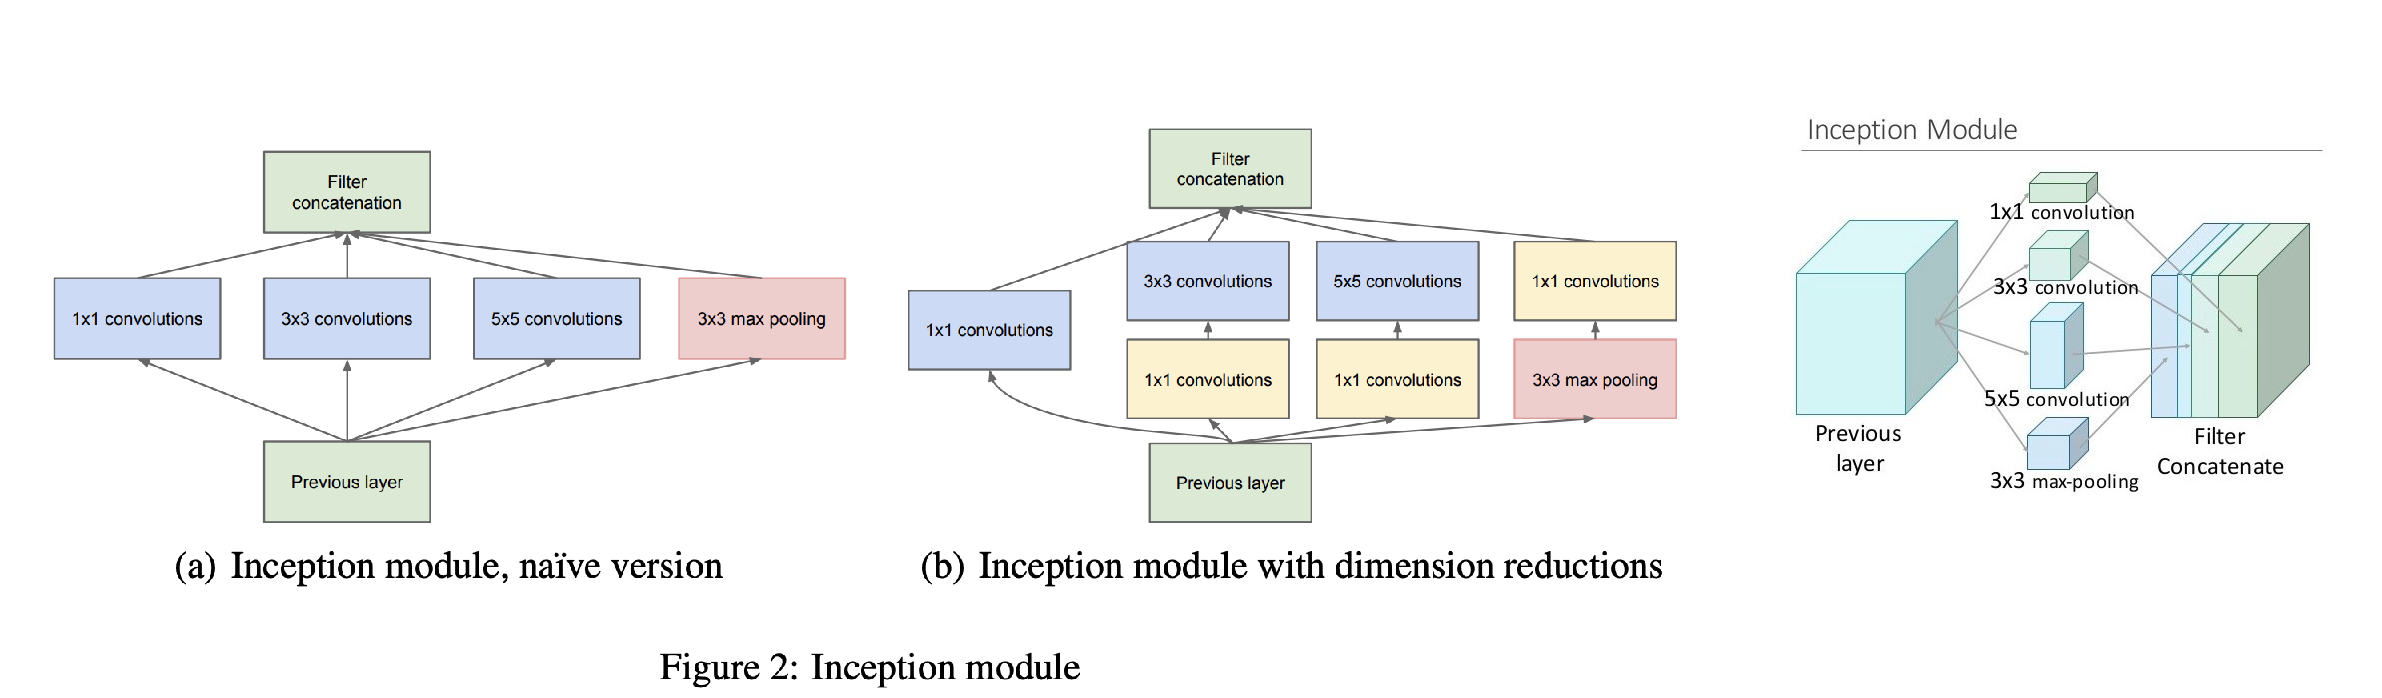 Filter
concatenation
1x1 convolutions
3x3 convolutions
5x5 convolutions
3x3 max pooling
Previous layer
(a) Inception module, naïve version
Filter
concatenation
3x3 convolutions
5x5 convolutions
1x1 convolutions
1x1 convolutions
1x1 convolutions
1x1 convolutions
3x3 max pooling
Previous layer
(b) Inception module with dimension reductions
Inception Module
1x1 convolution
3x3 convolution
5x5 convolution
3x3 max-pooling
Previous
layer
Filter
Concatenate
Figure 2: Inception module